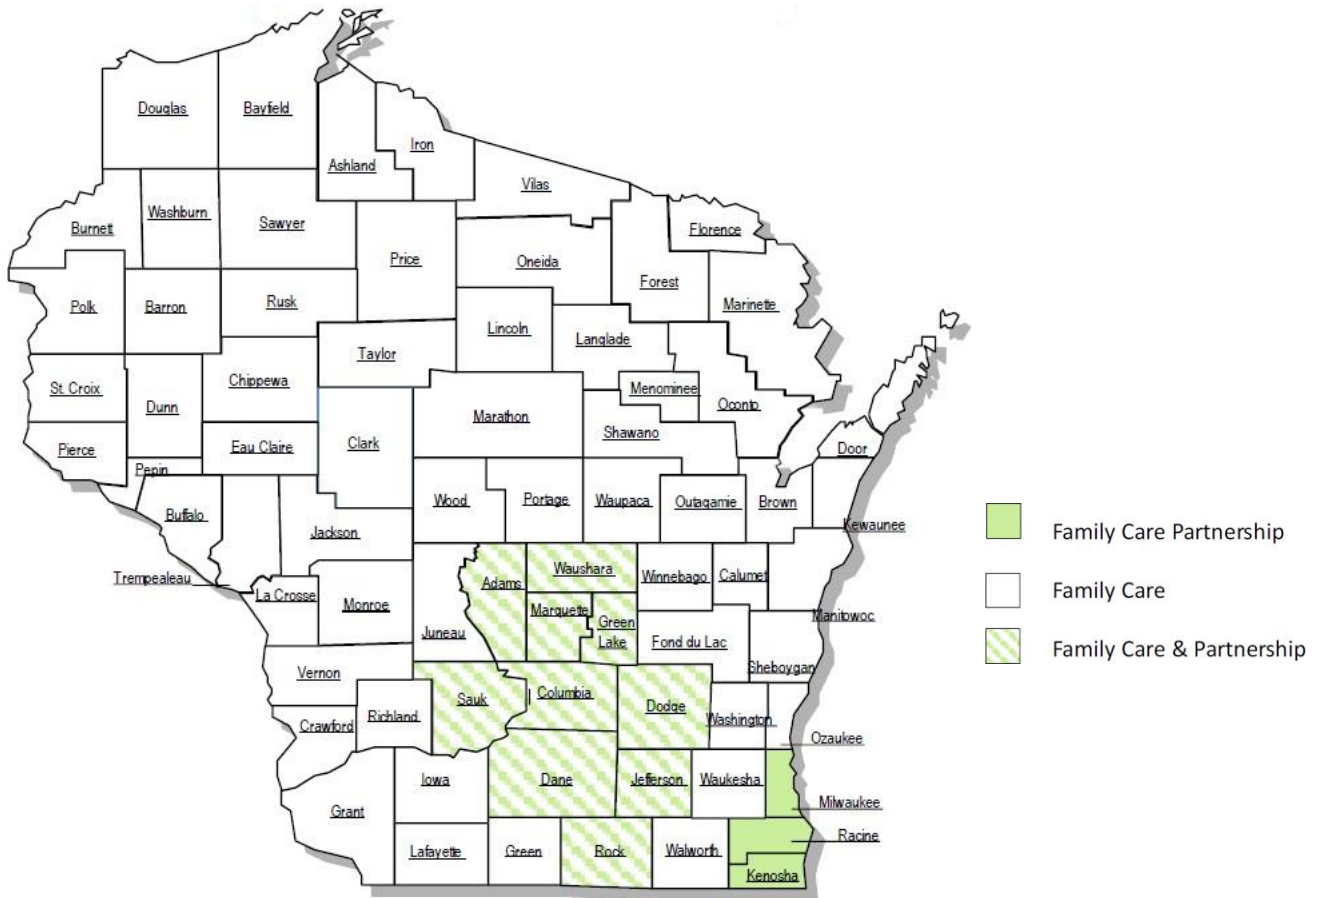 Douglas
Bayfield
Ashland
Iron
Vilas
Burnett
Washburn
Sawyer
Price
Oneida
Forest
Florence
Marinette
Polk
Barron
Rusk
Lincoln
Langlade
Taylor
St. Croix
Dunn
Chippewa
Menominee
Oconto
Marathon
Shawano
Clark
Eau Claire
Pierce
Pepin
Door
Wood
Portage
Waupaca
Outagamie
Brown
Kewaunee
Buffalo
Jackson
Trempealeau
La Crosse
Monroe
Juneau
Adams
Waushara
Winnebago
Calumet
Manitowoc
Marquette
Green
Lake
Fond du Lac
Sheboygan
Vernon
Sauk
Columbia
Dodge
Washington
Ozaukee
Crawford
Richland
Iowa
Dane
Jefferson
Waukesha
Milwaukee
Grant
Lafayette
Green
Rock
Walworth
Racine
Kenosha
Family Care Partnership
Family Care
Family Care & Partnership